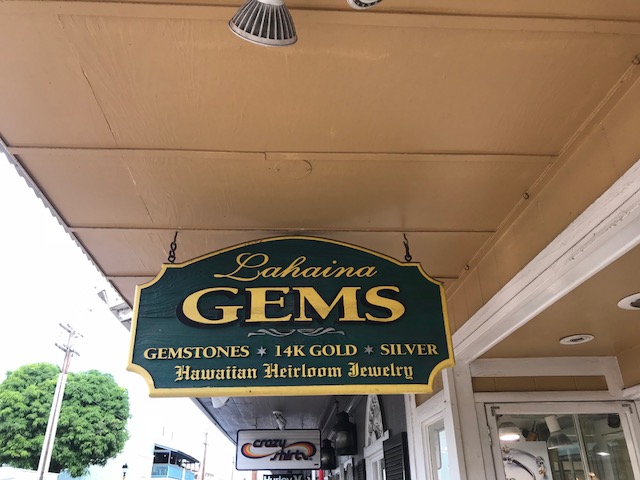 Lahaina
GEMS
GEMSTONES * 14K GOLD * SILVER
Hawaiian Heirloom Jewelry
crazy
shirts